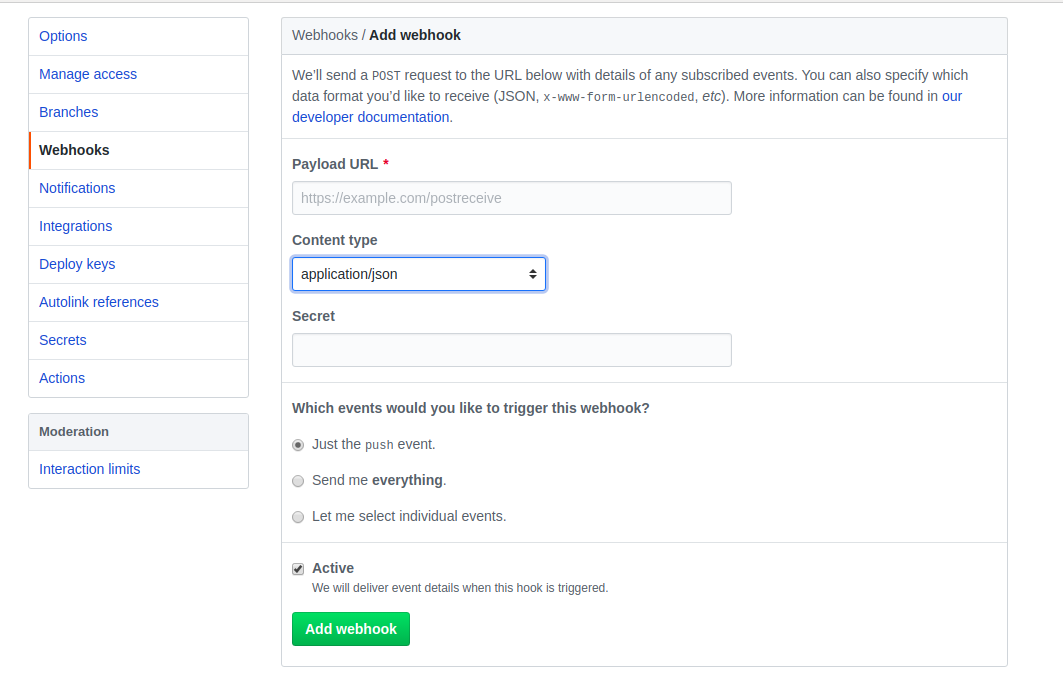 Options
Manage access
Branches
Webhooks
Notifications
Integrations
Deploy keys
Autolink references
Secrets
Actions
Moderation
Interaction limits
Webhooks / Add webhook
We’ll send a POST request to the URL below with details of any subscribed events. You can also specify which
data format you’d like to receive (JSON, x-www-form-urlencoded, etc). More information can be found in our
developer documentation.
Payload URL *
https://example.com/postreceive
Content type
application/json
Secret
Which events would you like to trigger this webhook?
Just the push event.
Send me everything.
Let me select individual events.
Active
We will deliver event details when this hook is triggered.
Add webhook